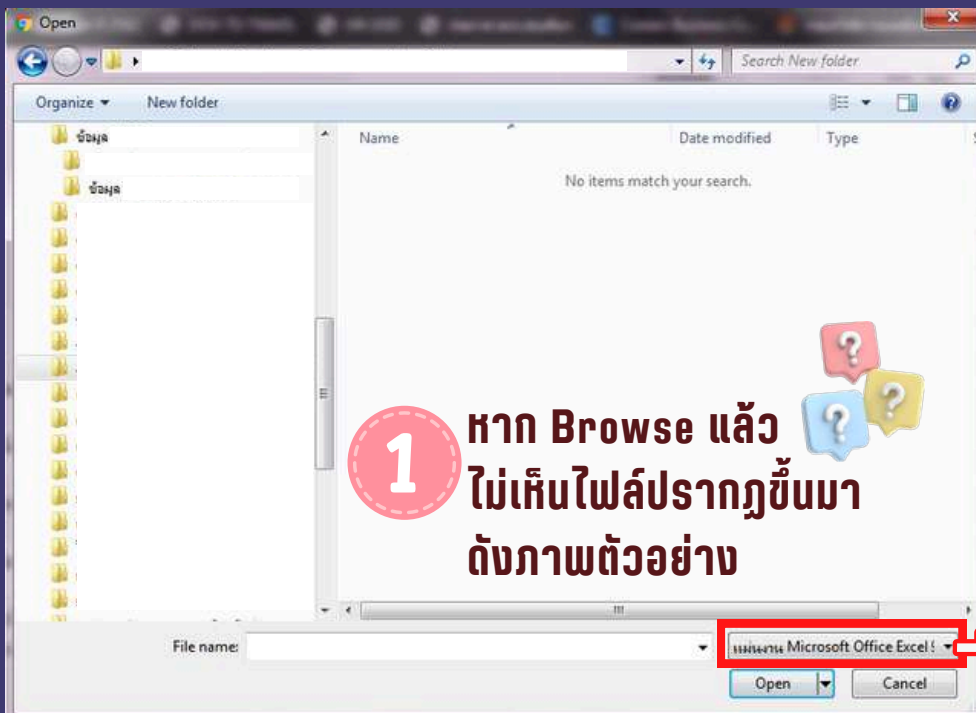 Open
Search New folder
Organize
New folder
ข้อมูล
Name
Date modified
Type
ข้อมูล
No items match your search.
1
หาก Browse แล้ว
ไม่เห็นไฟล์ปรากฏขึ้นมา
ดังภาพตัวอย่าง
File name:
แผ่นงาน Microsoft Office Excel
Open
Cancel